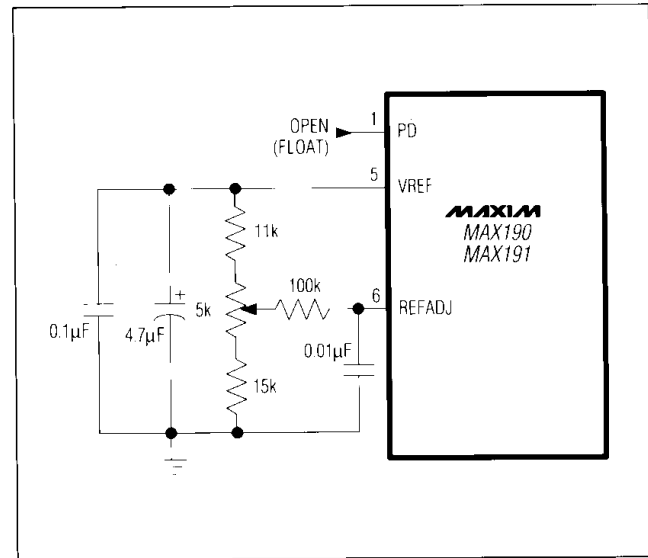 OPEN
(FLOAT)
1
PD
5
VREF
MAXIM
MAX190
MAX191
11k
100k
6
REFADJ
5k
0.1µF
4.7µF
+
0.01µF
15k